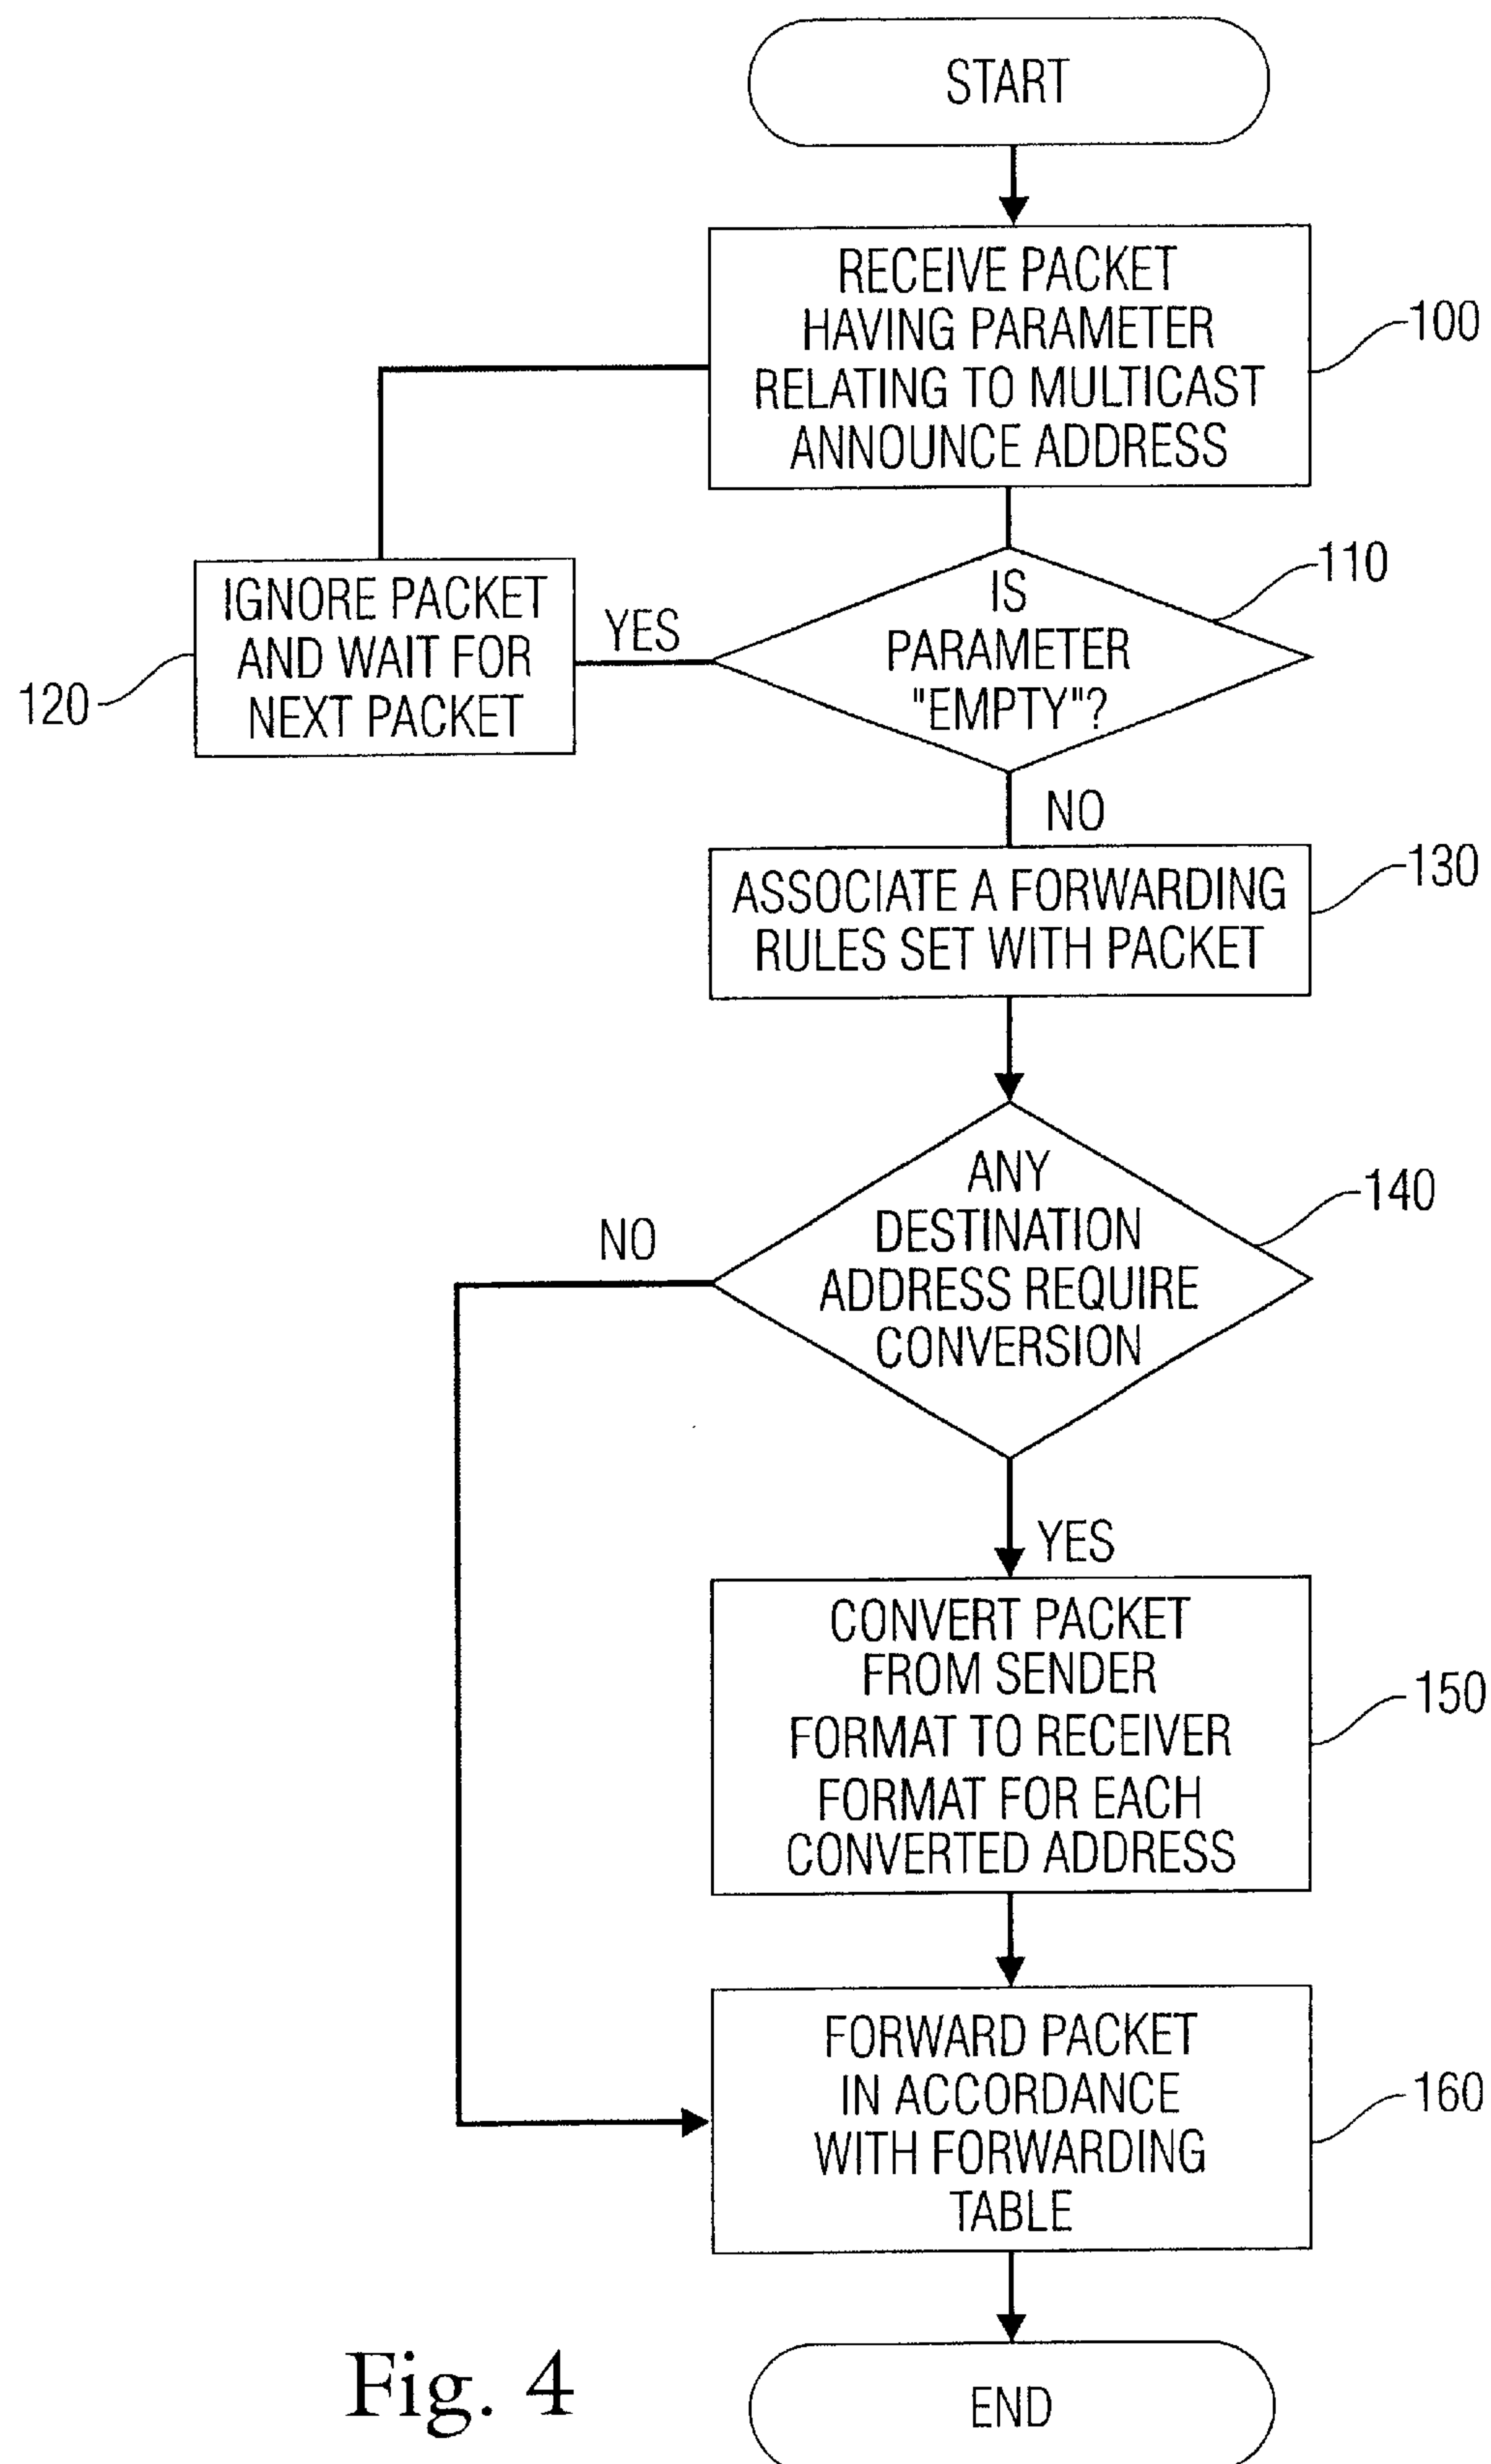 START
RECEIVE PACKET
HAVING PARAMETER
RELATING TO MULTICAST
ANNOUNCE ADDRESS
100
IS
PARAMETER
"EMPTY"?
110
YES
IGNORE PACKET
AND WAIT FOR
NEXT PACKET
120
NO
ASSOCIATE A FORWARDING
RULES SET WITH PACKET
130
ANY
DESTINATION
ADDRESS REQUIRE
CONVERSION
140
NO
YES
CONVERT PACKET
FROM SENDER
FORMAT TO RECEIVER
FORMAT FOR EACH
CONVERTED ADDRESS
150
FORWARD PACKET
IN ACCORDANCE
WITH FORWARDING
TABLE
160
END
Fig. 4